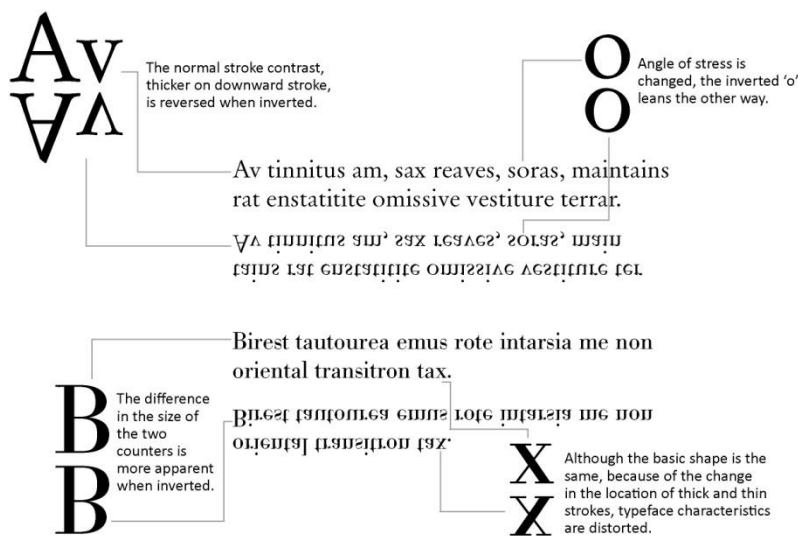 Av
Av
The normal stroke contrast,
thicker on downward stroke,
is reversed when inverted.
O
O
Angle of stress is
changed, the inverted ‘o’
leans the other way.
Av tinnitus am, sax reaves, soras, maintains
rat enstatitite omissive vestiture terrar.
Av tinnitus am, sax reaves, soras, main
tains rat enstatitite omissive vestiture ter
Birest tautourea emus rote intarsia me non
oriental transitron tax.
Birest tautourea emus rote intarsia me non
oriental transitron tax.
B
B
The difference
in the size of
the two
counters is
more apparent
when inverted.
X
X
Although the basic shape is the
same, because of the change
in the location of thick and thin
strokes, typeface characteristics
are distorted.